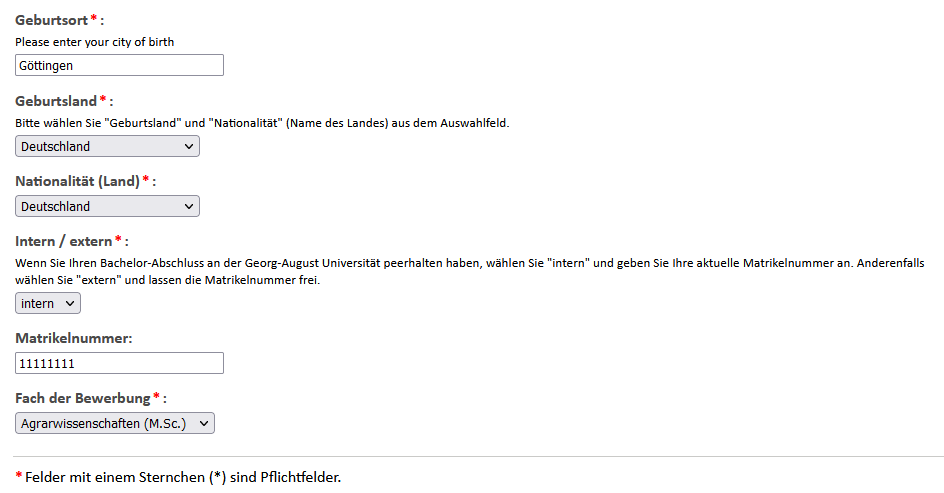 Geburtsort*:
Please enter your city of birth
Göttingen
Geburtsland*:
Bitte wählen Sie "Geburtsland" und "Nationalität" (Name des Landes) aus dem Auswahlfeld.
Deutschland
Nationalität (Land)*:
Deutschland
Intern / extern*:
Wenn Sie Ihren Bachelor-Abschluss an der Georg-August Universität peerhalten haben, wählen Sie "intern" und geben Sie Ihre aktuelle Matrikelnummer an. Anderenfalls
wählen Sie "extern" und lassen die Matrikelnummer frei.
intern
Matrikelnummer:
11111111
Fach der Bewerbung*:
Agrarwissenschaften (M.Sc.)
*Felder mit einem Sternchen (*) sind Pflichtfelder.